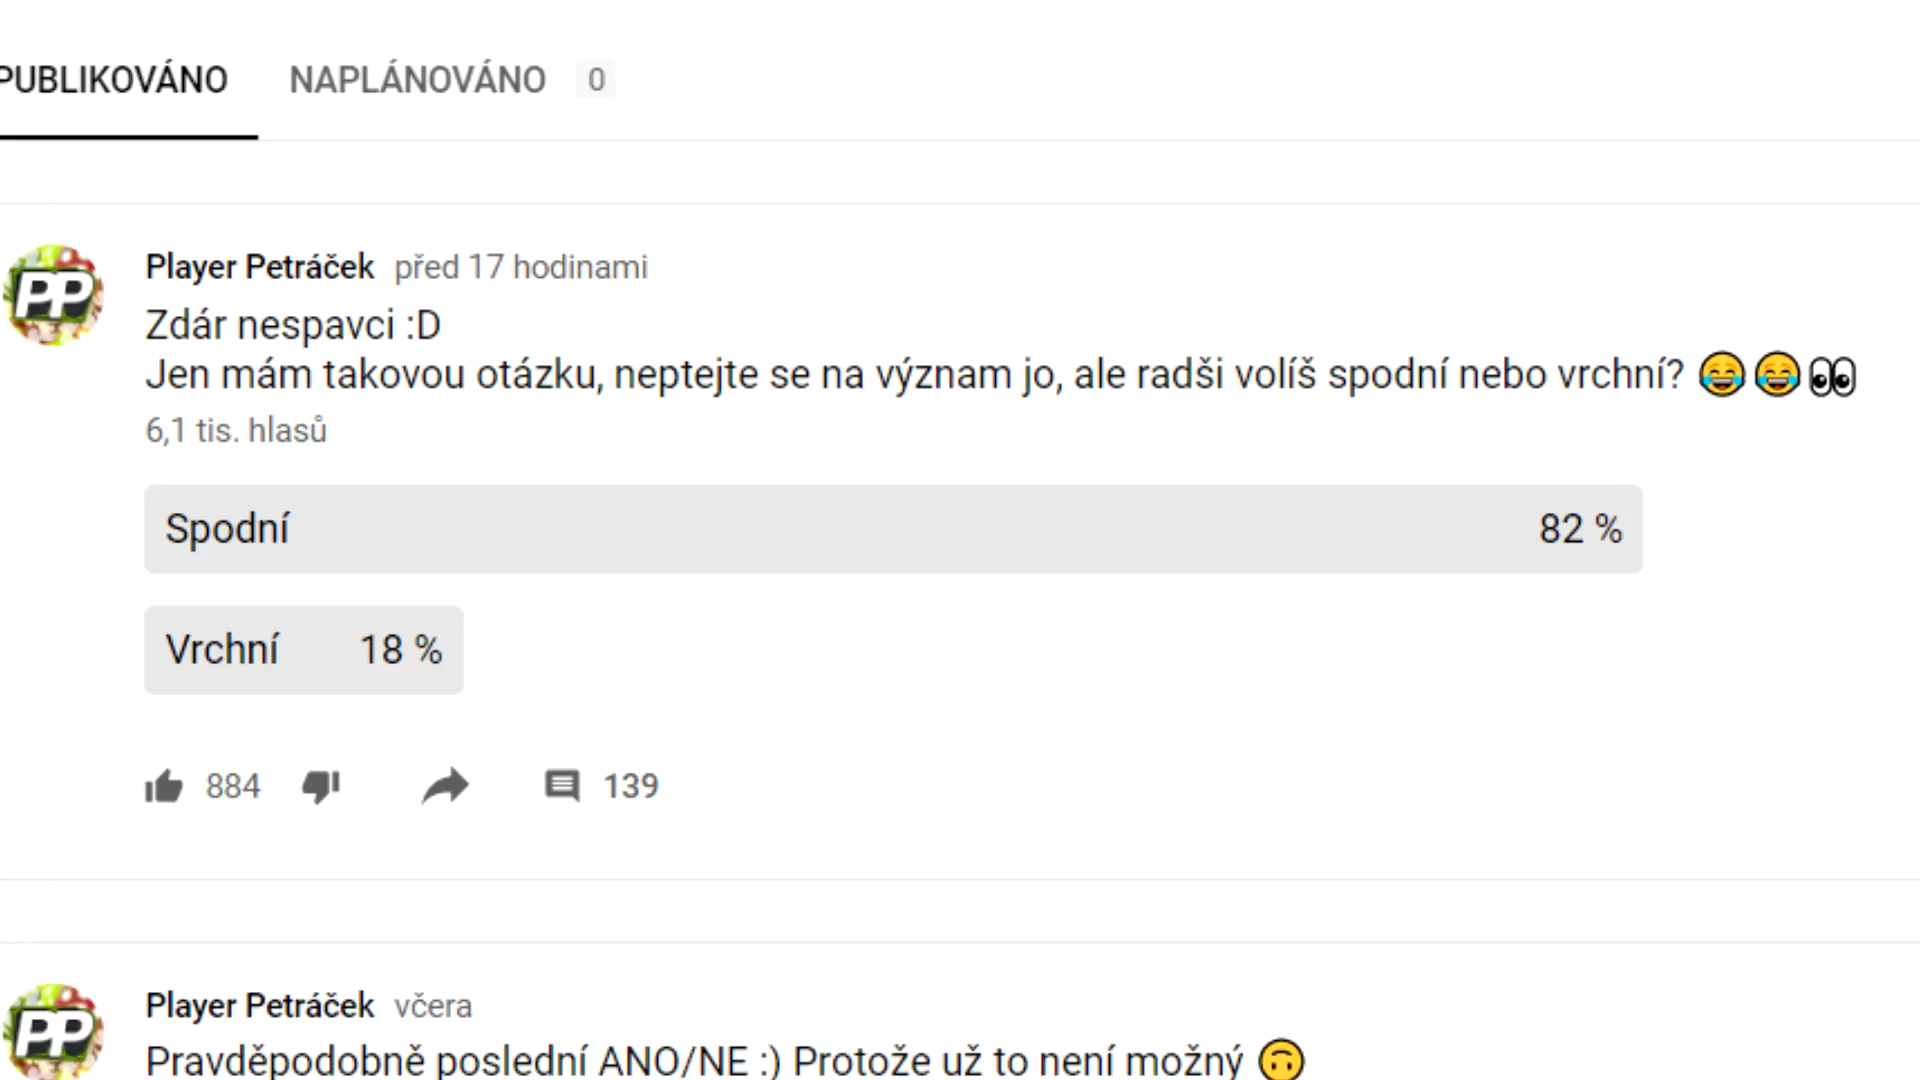 PUBLIKOVÁNO NAPLÁNOVÁNO 0
Player Petráček před 17 hodinami
Zdár nespavci :D
Jen mám takovou otázku, neptejte se na význam jo, ale radši volíš spodní nebo vrchní? 😂😂👀
6,1 tis. hlasů
Spodní 82 %
Vrchní 18 %
884 139
PP
Player Petráček včera
Pravděpodobně poslední ANO/NE :) Protože už to není možný 🙃
PP